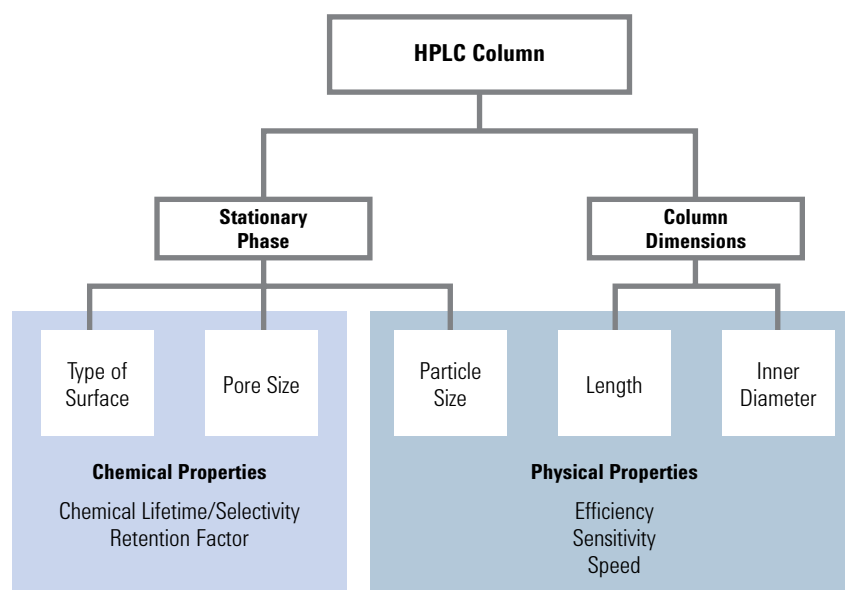 HPLC Column
Stationary
Phase
Column
Dimensions
Type of
Surface
Pore Size
Particle
Size
Length
Inner
Diameter
Chemical Properties
Chemical Lifetime/Selectivity
Retention Factor
Physical Properties
Efficiency
Sensitivity
Speed